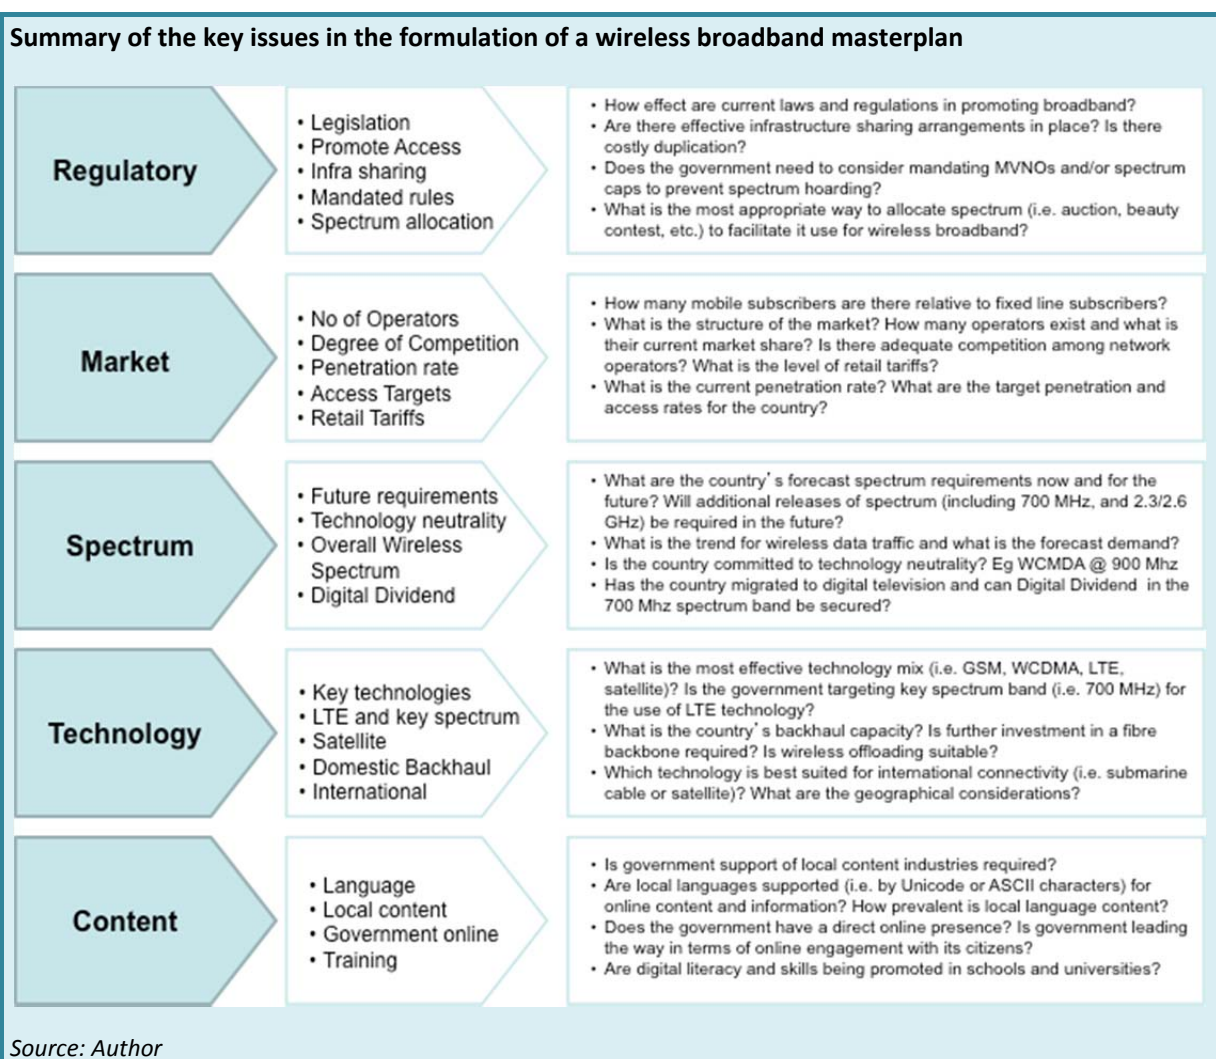 Summary of the key issues in the formulation of a wireless broadband masterplan
Regulatory
• Legislation
• Promote Access
• Infra sharing
• Mandated rules
• Spectrum allocation
• How effect are current laws and regulations in promoting broadband?
• Are there effective infrastructure sharing arrangements in place? Is there
costly duplication?
• Does the government need to consider mandating MVNOs and/or spectrum
caps to prevent spectrum hoarding?
• What is the most appropriate way to allocate spectrum (i.e. auction, beauty
contest, etc.) to facilitate it use for wireless broadband?
Market
• No of Operators
• Degree of Competition
• Penetration rate
• Access Targets
• Retail Tariffs
• How many mobile subscribers are there relative to fixed line subscribers?
• What is the structure of the market? How many operators exist and what is
their current market share? Is there adequate competition among network
operators? What is the level of retail tariffs?
• What is the current penetration rate? What are the target penetration and
access rates for the country?
Spectrum
• Future requirements
• Technology neutrality
• Overall Wireless
Spectrum
• Digital Dividend
• What are the country's forecast spectrum requirements now and for the
future? Will additional releases of spectrum (including 700 MHz, and 2.3/2.6
GHz) be required in the future?
• What is the trend for wireless data traffic and what is the forecast demand?
• Is the country committed to technology neutrality? Eg WCMDA @ 900 Mhz
• Has the country migrated to digital television and can Digital Dividend in the
700 Mhz spectrum band be secured?
Technology
• Key technologies
• LTE and key spectrum
• Satellite
• Domestic Backhaul
• International
• What is the most effective technology mix (i.e. GSM, WCDMA, LTE,
satellite)? Is the government targeting key spectrum band (i.e. 700 MHz) for
the use of LTE technology?
• What is the country's backhaul capacity? Is further investment in a fibre
backbone required? Is wireless offloading suitable?
• Which technology is best suited for international connectivity (i.e. submarine
cable or satellite)? What are the geographical considerations?
Content
• Language
• Local content
• Government online
• Training
• Is government support of local content industries required?
• Are local languages supported (i.e. by Unicode or ASCII characters) for
online content and information? How prevalent is local language content?
• Does the government have a direct online presence? Is government leading
the way in terms of online engagement with its citizens?
• Are digital literacy and skills being promoted in schools and universities?
Source: Author